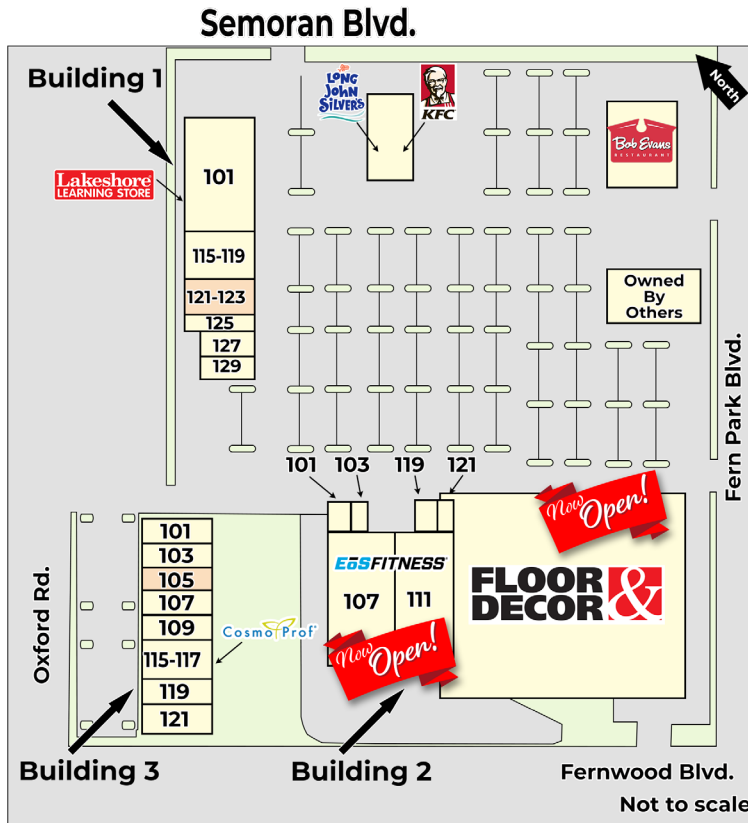 Semoran Blvd.
Building 1
North
LONG
JOHN
SILVER'S
KFC
Bob Evans
RESTAURANT
Lakeshore
LEARNING STORE
101
115-119
121-123
125
127
129
Owned
By
Others
Fern Park Blvd.
101 103 119 121
Now Open!
EōS FITNESS
107 111
FLOOR &
DECOR
Now Open!
Oxford Rd.
101
103
105
107
109
115-117
119
121
CosmoProf
Building 3
Building 2
Fernwood Blvd.
Not to scale